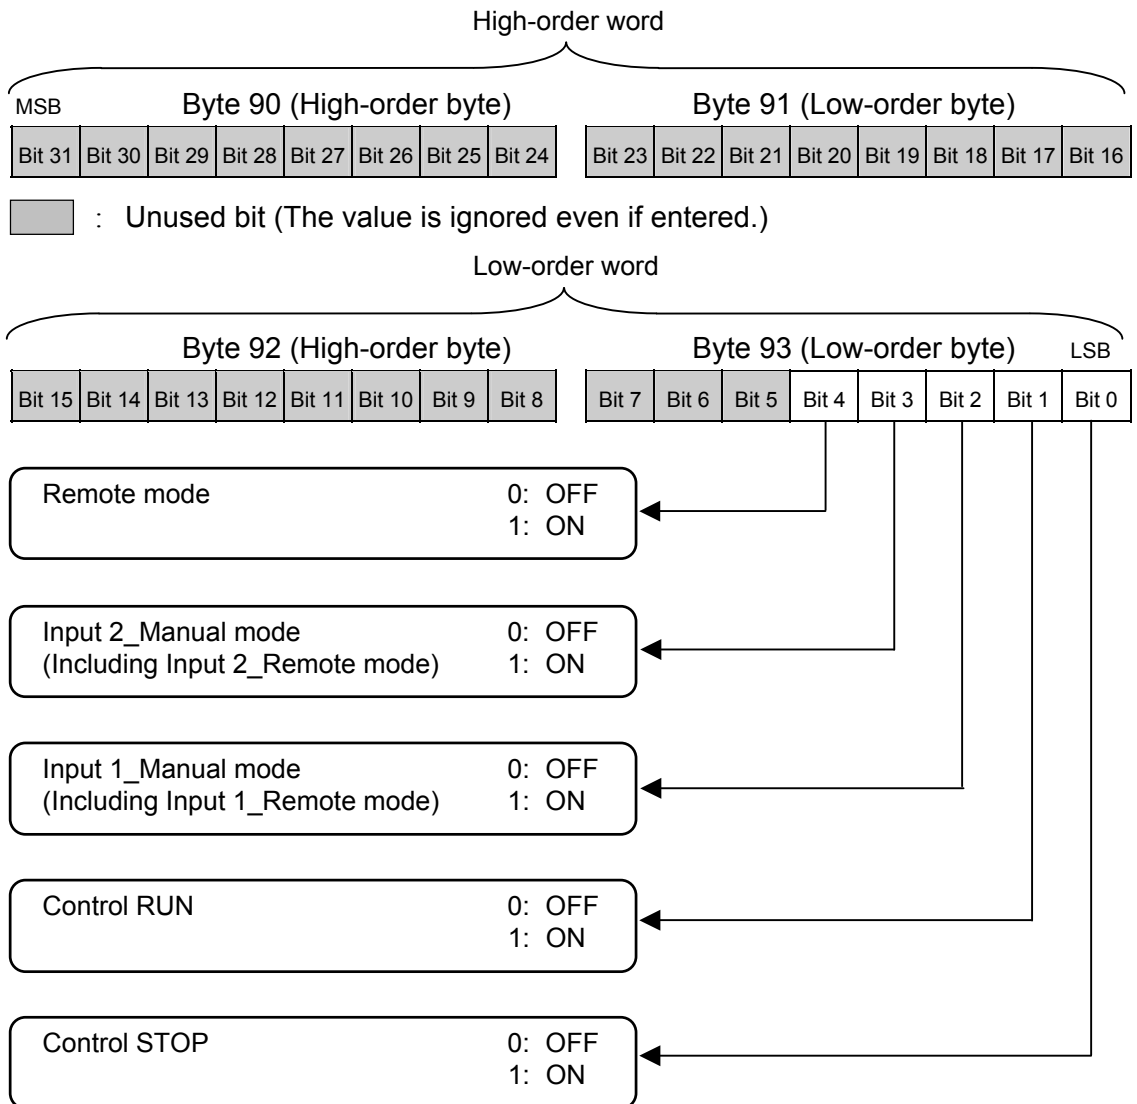 High-order word
MSB Byte 90 (High-order byte) Byte 91 (Low-order byte)
Bit 31 Bit 30 Bit 29 Bit 28 Bit 27 Bit 26 Bit 25 Bit 24 Bit 23 Bit 22 Bit 21 Bit 20 Bit 19 Bit 18 Bit 17 Bit 16
: Unused bit (The value is ignored even if entered.)
Low-order word
Byte 92 (High-order byte) Byte 93 (Low-order byte) LSB
Bit 15 Bit 14 Bit 13 Bit 12 Bit 11 Bit 10 Bit 9 Bit 8 Bit 7 Bit 6 Bit 5 Bit 4 Bit 3 Bit 2 Bit 1 Bit 0
Remote mode 0: OFF
1: ON
Input 2_Manual mode 0: OFF
(Including Input 2_Remote mode) 1: ON
Input 1_Manual mode 0: OFF
(Including Input 1_Remote mode) 1: ON
Control RUN 0: OFF
1: ON
Control STOP 0: OFF
1: ON